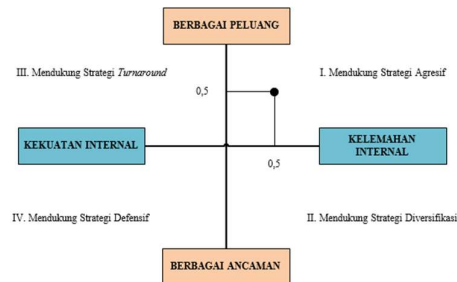 BERBAGAI PELUANG
III. Mendukung Strategi Turnaround
I. Mendukung Strategi Agresif
0,5
KEKUATAN INTERNAL
KELEMAHAN
INTERNAL
0,5
IV. Mendukung Strategi Defensif
II. Mendukung Strategi Diversifikasi
BERBAGAI ANCAMAN